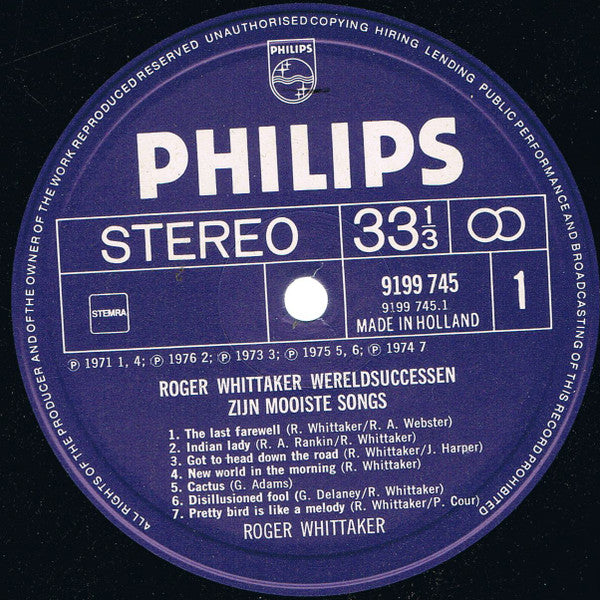 ALL RIGHTS OF THE PRODUCER AND OF THE OWNER OF THE WORK REPRODUCED RESERVED UNAUTHORISED COPYING HIRING LENDING PUBLIC PERFORMANCE AND BROADCASTING OF THIS RECORD PROHIBITED
PHILIPS
PHILIPS
STEREO 33 1/3
STEMRA
9199 745
9199 745.1
MADE IN HOLLAND
1
Ⓟ 1971 1, 4; Ⓟ 1976 2; Ⓟ 1973 3; Ⓟ 1975 5, 6; Ⓟ 1974 7
ROGER WHITTAKER WERELDSUCCESSEN
ZIJN MOOISTE SONGS
1. The last farewell (R. Whittaker/R. A. Webster)
2. Indian lady (R. A. Rankin/R. Whittaker)
3. Got to head down the road (R. Whittaker/J. Harper)
4. New world in the morning (R. Whittaker)
5. Cactus (G. Adams)
6. Disillusioned fool (G. Delaney/R. Whittaker)
7. Pretty bird is like a melody (R. Whittaker/P. Cour)
ROGER WHITTAKER